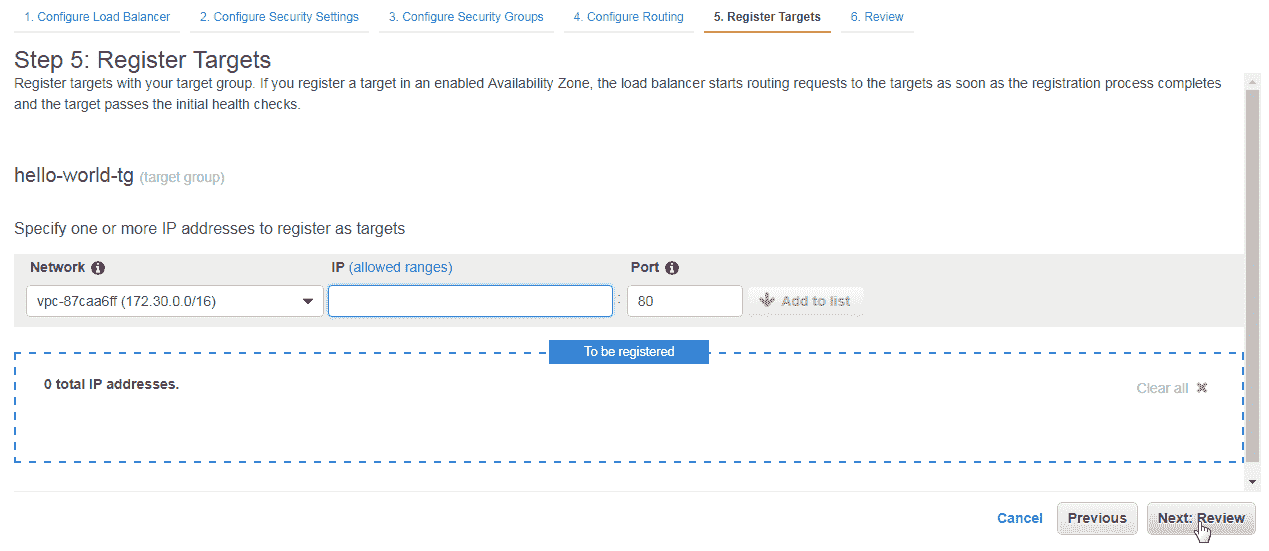 1. Configure Load Balancer 2. Configure Security Settings 3. Configure Security Groups 4. Configure Routing 5. Register Targets 6. Review
Step 5: Register Targets
Register targets with your target group. If you register a target in an enabled Availability Zone, the load balancer starts routing requests to the targets as soon as the registration process completes
and the target passes the initial health checks.
hello-world-tg (target group)
Specify one or more IP addresses to register as targets
Network IP (allowed ranges) Port
vpc-87caa6ff (172.30.0.0/16) : 80 Add to list
To be registered
0 total IP addresses. Clear all
Cancel Previous Next: Review